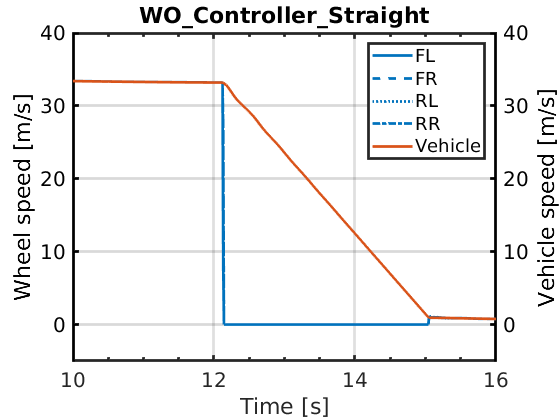 WO_Controller_Straight
40
30
20
10
0
Wheel speed [m/s]
FL
FR
RL
RR
Vehicle
40
30
20
10
0
Vehicle speed [m/s]
10 12 14 16
Time [s]